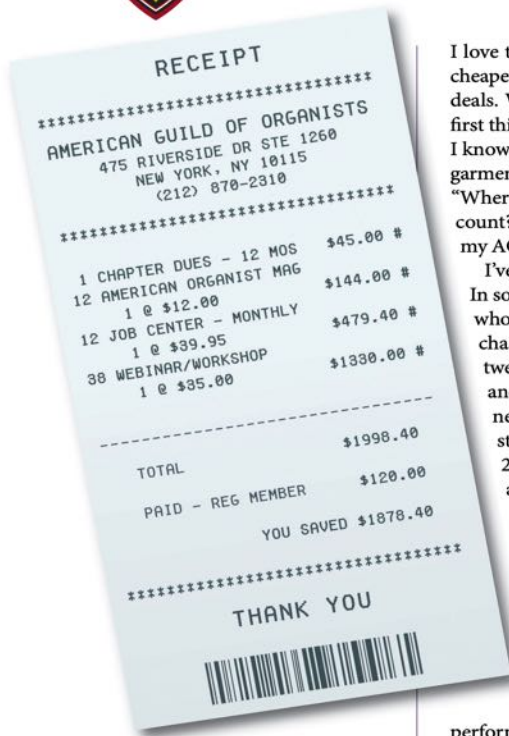 RECEIPT
***********************************
AMERICAN GUILD OF ORGANISTS
475 RIVERSIDE DR STE 1260
NEW YORK, NY 10115
(212) 870-2310
***********************************
1 CHAPTER DUES - 12 MOS $45.00 #
12 AMERICAN ORGANIST MAG
1 @ $12.00 $144.00 #
12 JOB CENTER - MONTHLY
1 @ $39.95 $479.40 #
38 WEBINAR/WORKSHOP
1 @ $35.00 $1330.00 #
TOTAL $1998.40
PAID - REG MEMBER $120.00
YOU SAVED $1878.40
***********************************
THANK YOU
I love t
cheape
deals. 
first thi
I know
garmen
“Wher
count?
my AC
I’ve
In so
who
cha
twe
an
ne
st
2
a
perform